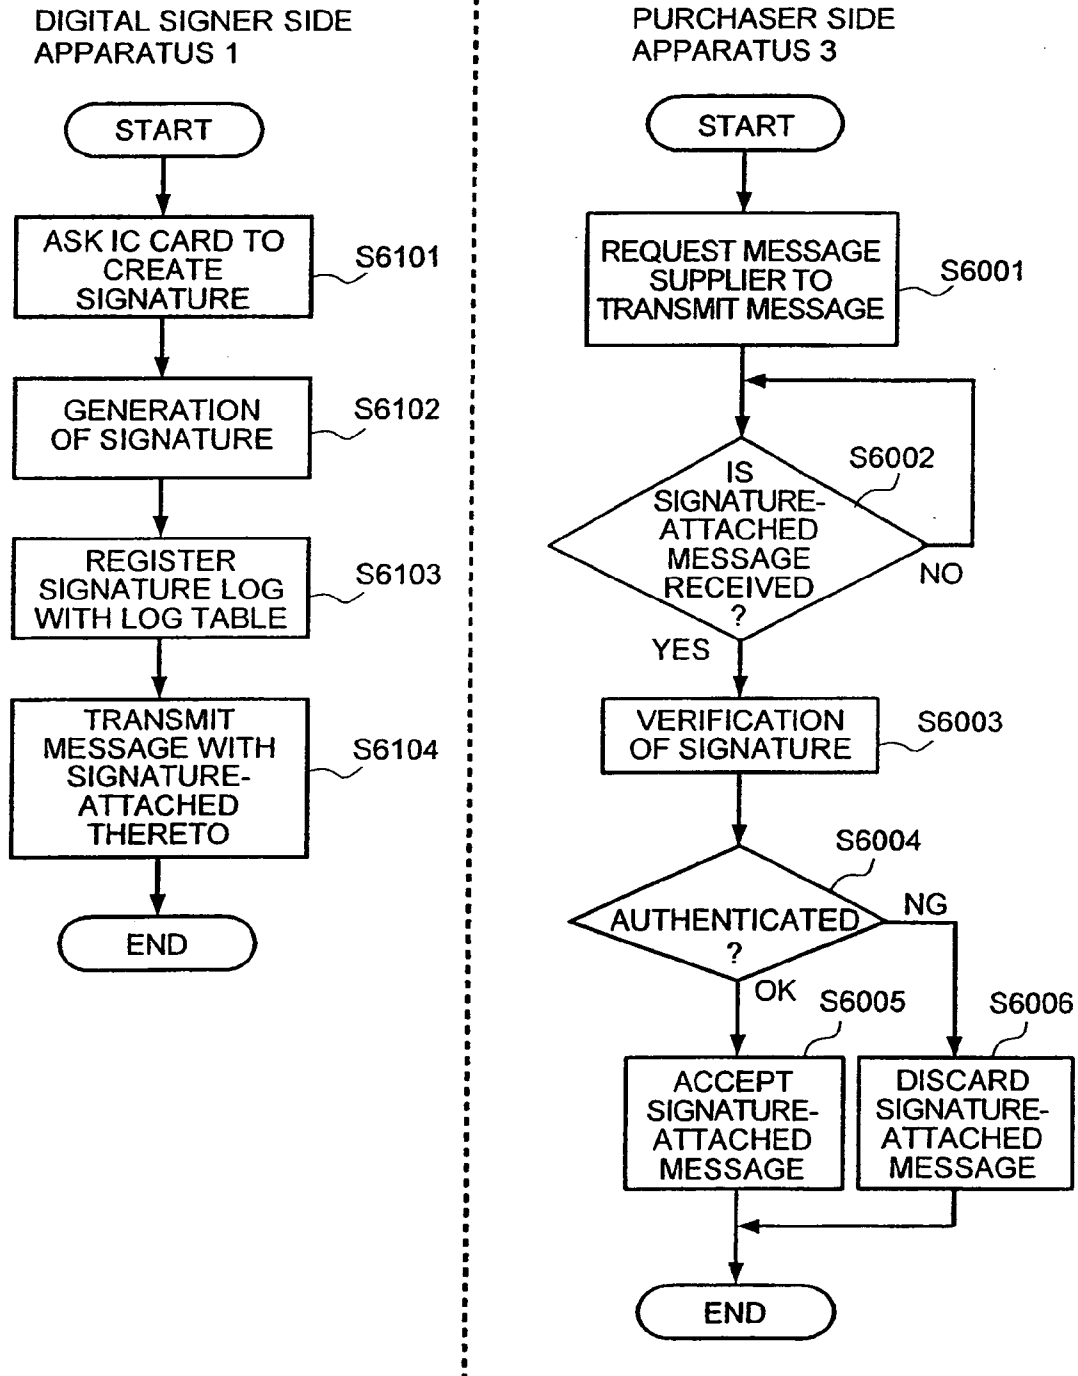 DIGITAL SIGNER SIDE
APPARATUS 1
START
ASK IC CARD TO
CREATE
SIGNATURE
S6101
GENERATION
OF SIGNATURE
S6102
REGISTER
SIGNATURE LOG
WITH LOG TABLE
S6103
TRANSMIT
MESSAGE WITH
SIGNATURE-
ATTACHED
THERETO
S6104
END
PURCHASER SIDE
APPARATUS 3
START
REQUEST MESSAGE
SUPPLIER TO
TRANSMIT MESSAGE
S6001
IS
SIGNATURE-
ATTACHED
MESSAGE
RECEIVED
?
S6002
NO
YES
VERIFICATION
OF SIGNATURE
S6003
AUTHENTICATED
?
S6004
NG
OK
ACCEPT
SIGNATURE-
ATTACHED
MESSAGE
S6005
DISCARD
SIGNATURE-
ATTACHED
MESSAGE
S6006
END